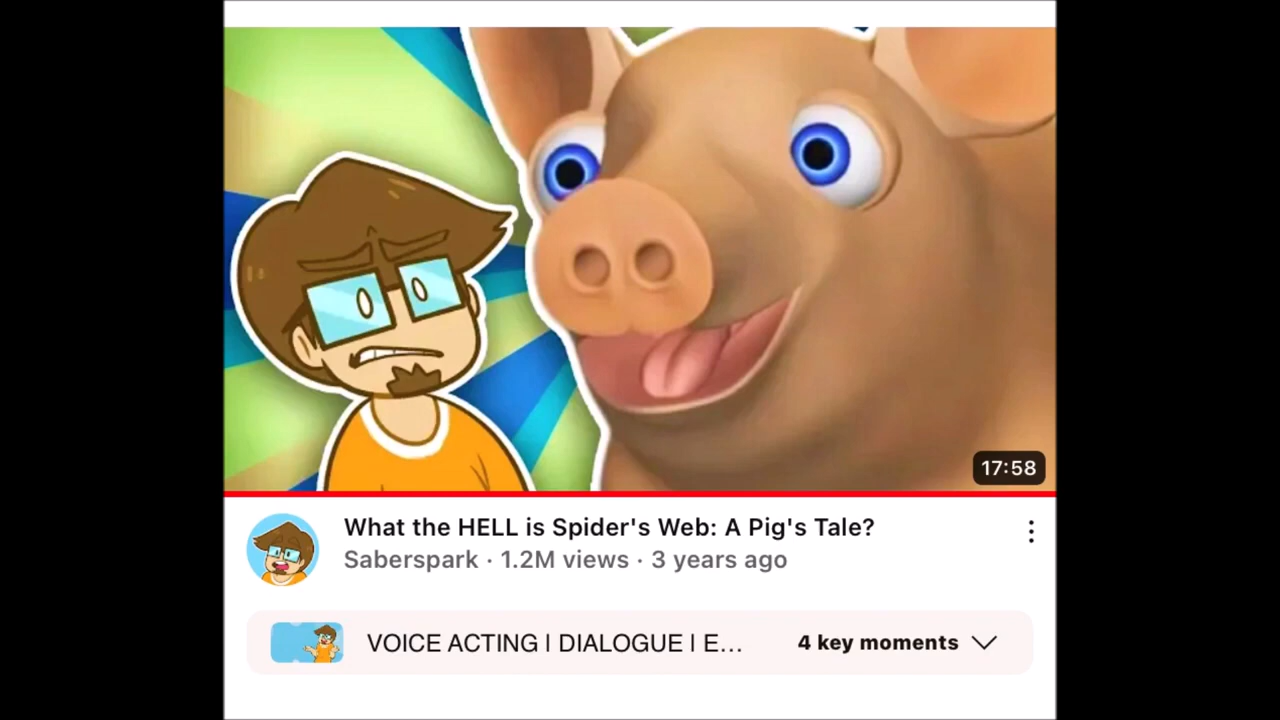 17:58
What the HELL is Spider's Web: A Pig's Tale?
Saberspark · 1.2M views · 3 years ago
VOICE ACTING | DIALOGUE | E... 4 key moments